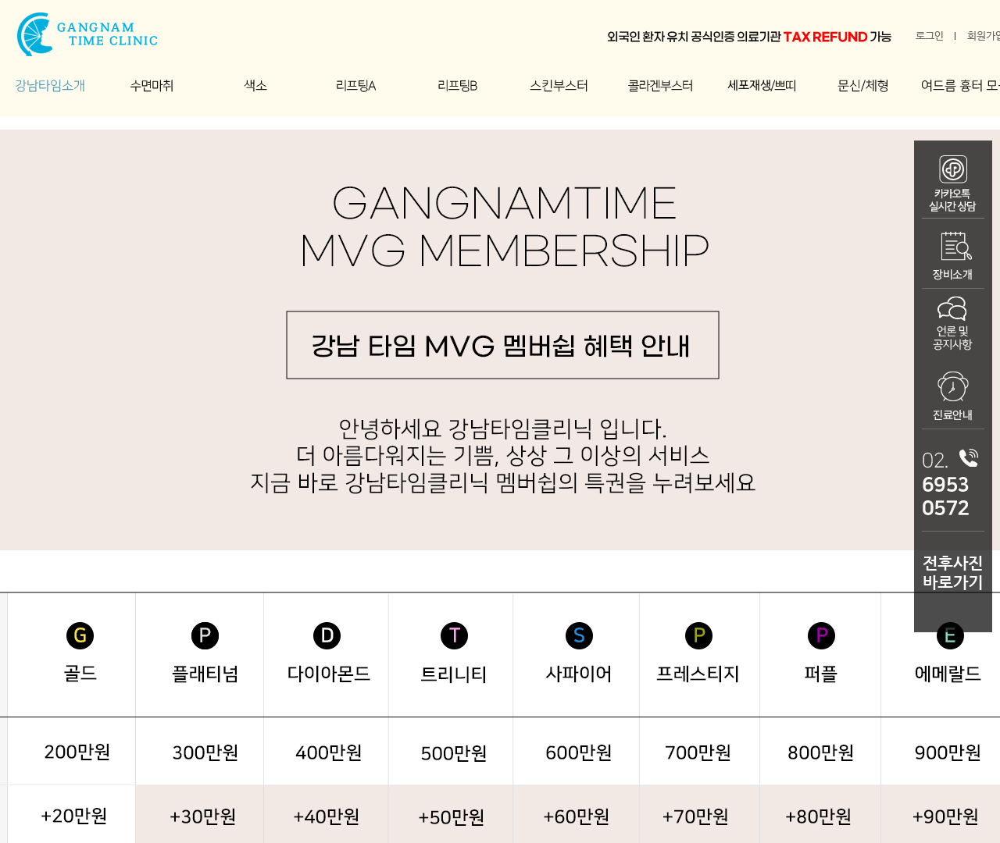 GANGNAM
TIME CLINIC
외국인 환자 유치 공식인증 의료기관 TAX REFUND 가능
로그인 | 회원가입
강남타임소개 수면마취 색소 리프팅A 리프팅B 스킨부스터 콜라겐부스터 세포재생/쁘띠 문신/체형 여드름 흉터 모
GANGNAMTIME
MVG MEMBERSHIP
강남 타임 MVG 멤버쉽 혜택 안내
안녕하세요 강남타임클리닉 입니다.
더 아름다워지는 기쁨, 상상 그 이상의 서비스
지금 바로 강남타임클리닉 멤버쉽의 특권을 누려보세요
카카오톡
실시간 상담
장비소개
언론 및
공지사항
진료안내
02.
6953
0572
전후사진
바로가기
G P D T S P P E
골드 플래티넘 다이아몬드 트리니티 사파이어 프레스티지 퍼플 에메랄드
200만원 300만원 400만원 500만원 600만원 700만원 800만원 900만원
+20만원 +30만원 +40만원 +50만원 +60만원 +70만원 +80만원 +90만원